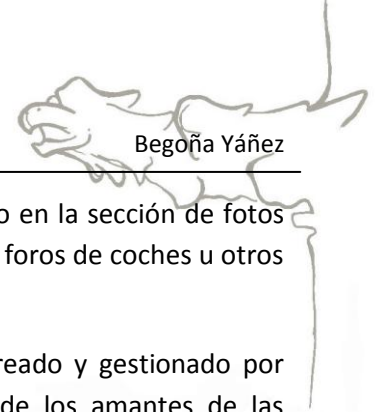 Begoña Yáñez
o en la sección de fotos
foros de coches u otros
reado y gestionado por
de los amantes de las